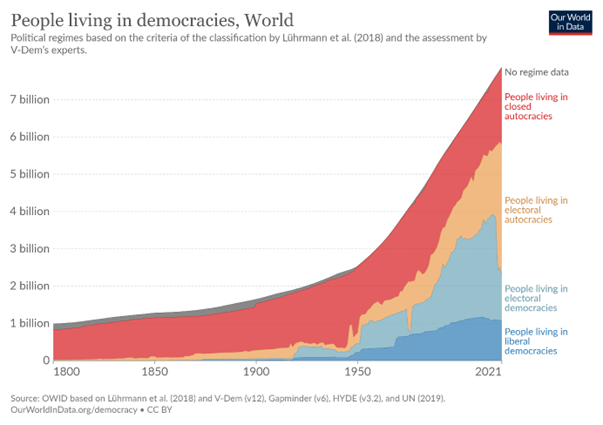 People living in democracies, World
Our World
in Data
Political regimes based on the criteria of the classification by Lührmann et al. (2018) and the assessment by
V-Dem's experts.
No regime data
7 billion
People living in
closed
autocracies
6 billion
5 billion
4 billion
People living in
electoral
autocracies
3 billion
2 billion
People living in
electoral
democracies
1 billion
People living in
liberal
democracies
0
1800
1850
1900
1950
2021
Source: OWID based on Lührmann et al. (2018) and V-Dem (v12), Gapminder (v6), HYDE (v3.2), and UN (2019).
OurWorldInData.org/democracy • CC BY